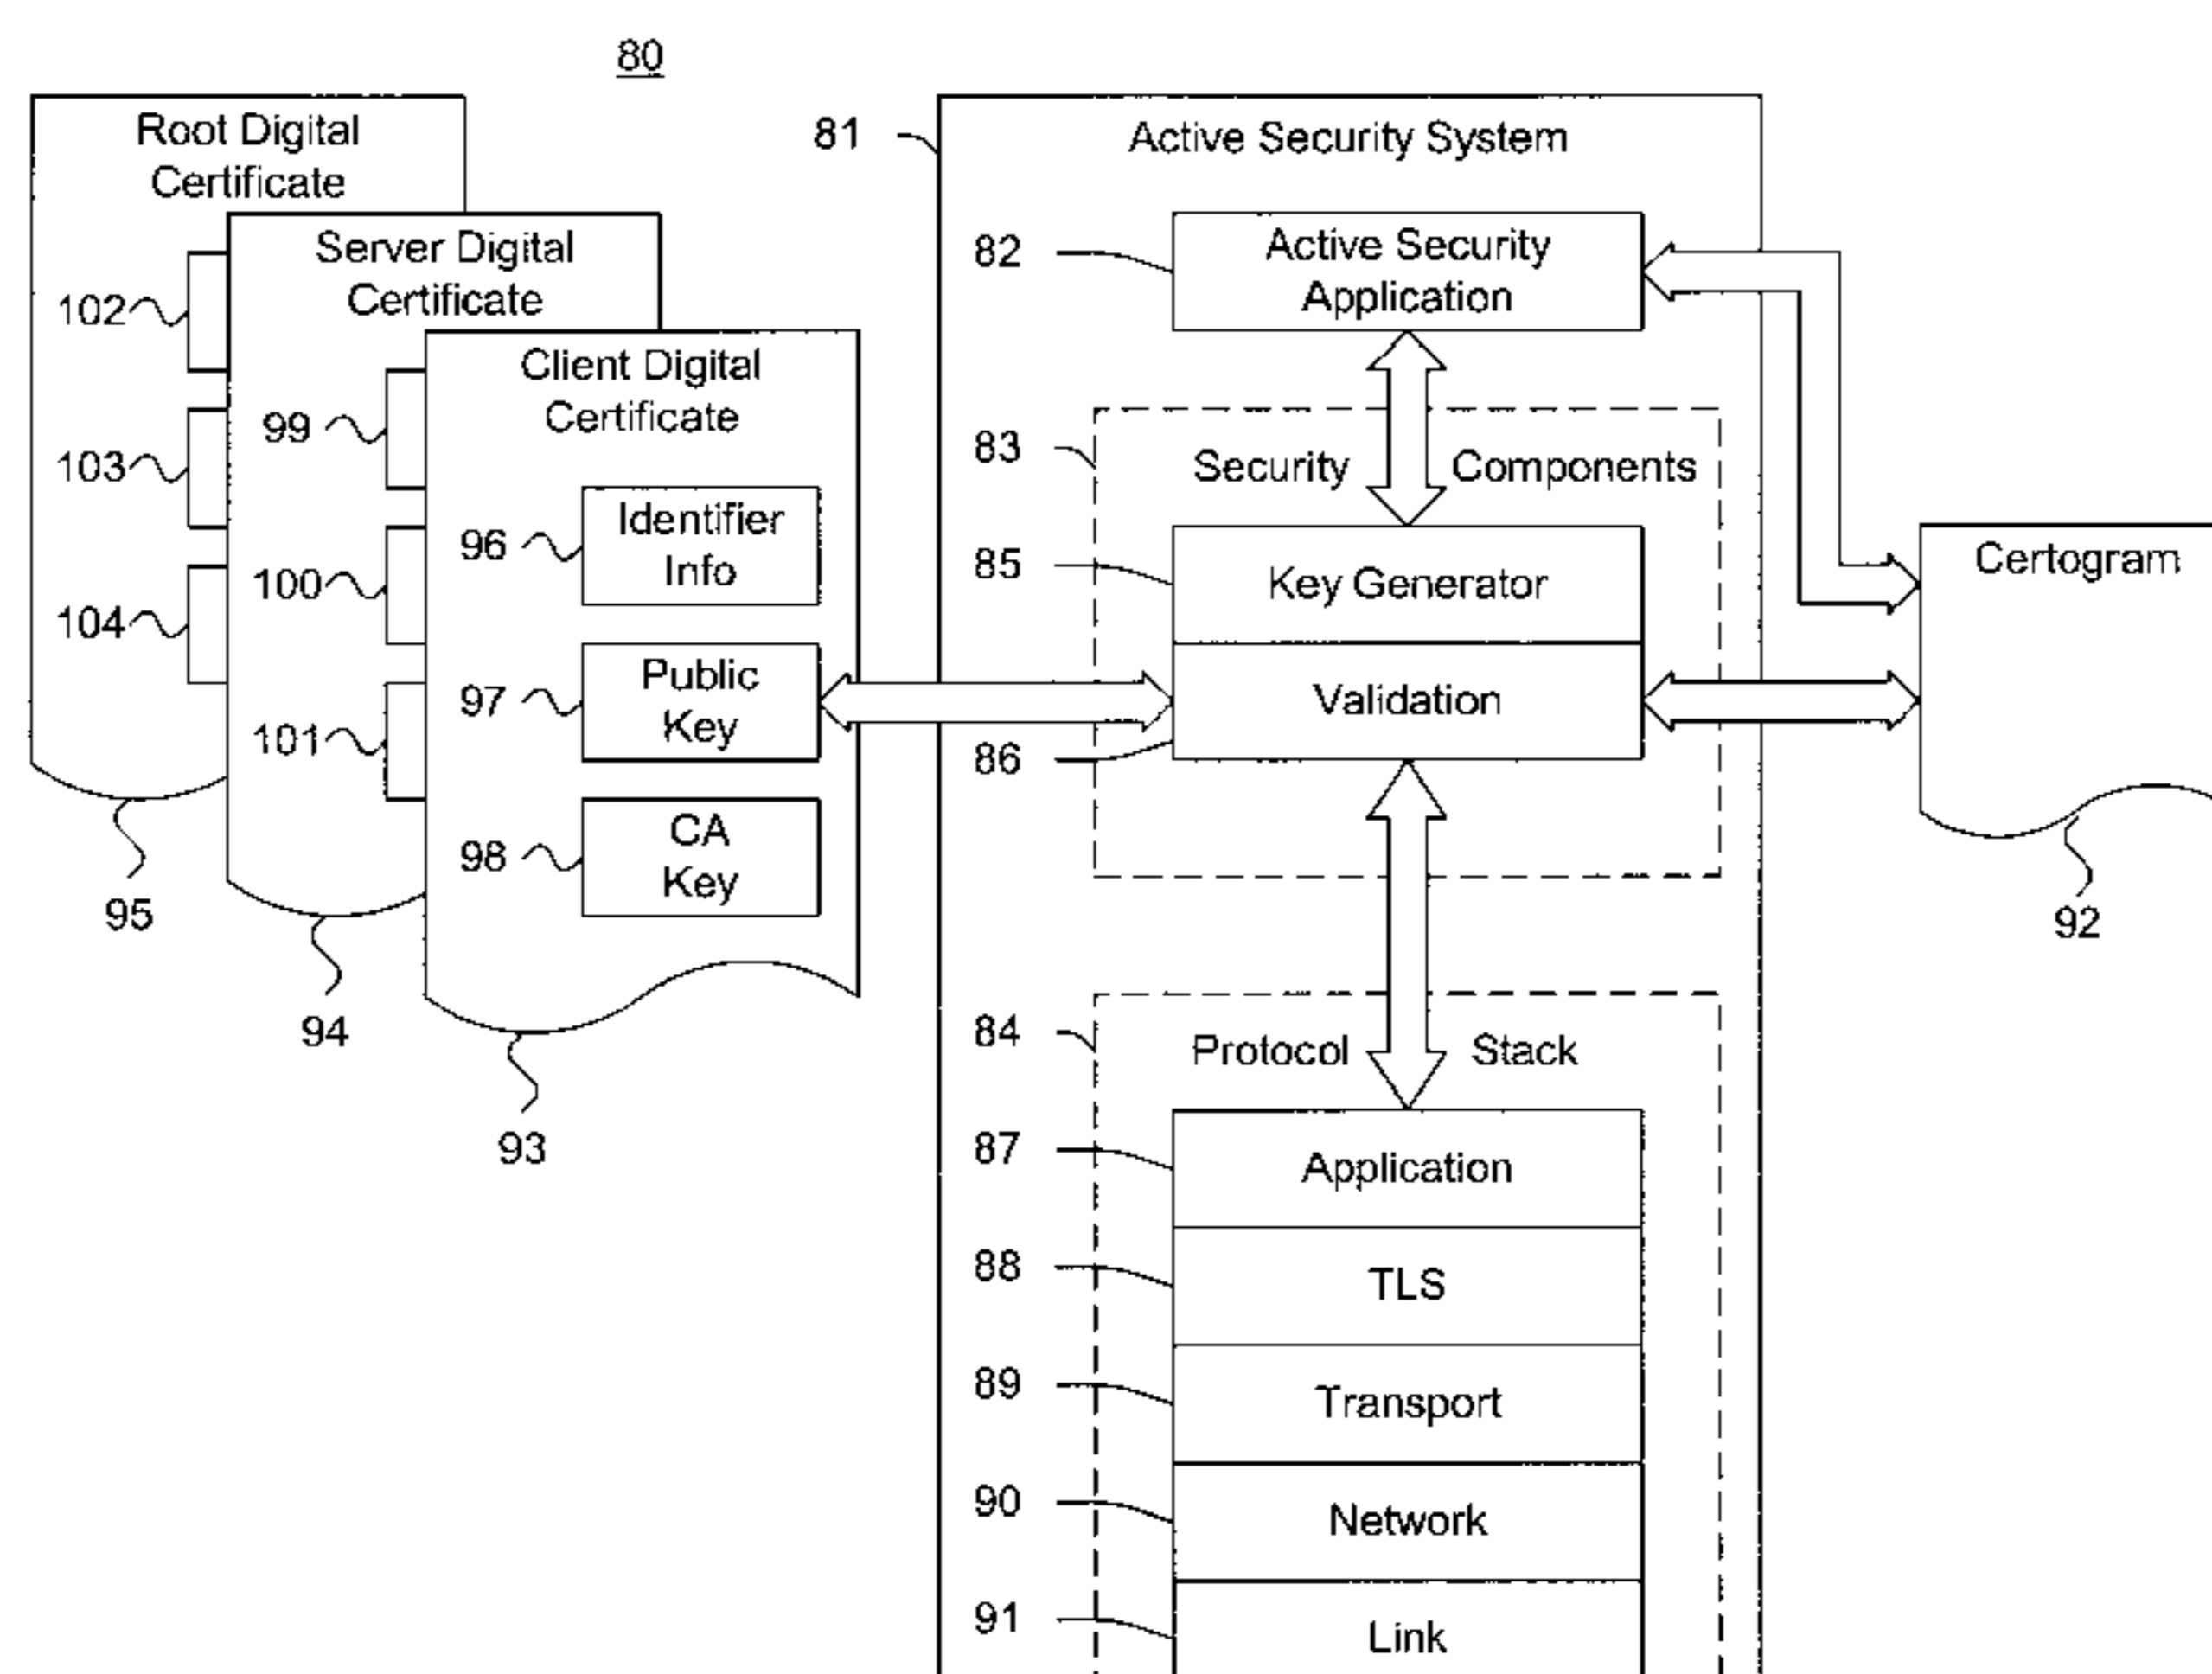 80
Root Digital
Certificate
Server Digital
Certificate
Client Digital
Certificate
102
103
104
99
100
101
96
Identifier
Info
97
Public
Key
98
CA
Key
95
94
93
81
Active Security System
82
Active Security
Application
83
Security Components
85
Key Generator
Validation
86
84
Protocol Stack
87
Application
88
TLS
89
Transport
90
Network
91
Link
Certogram
92